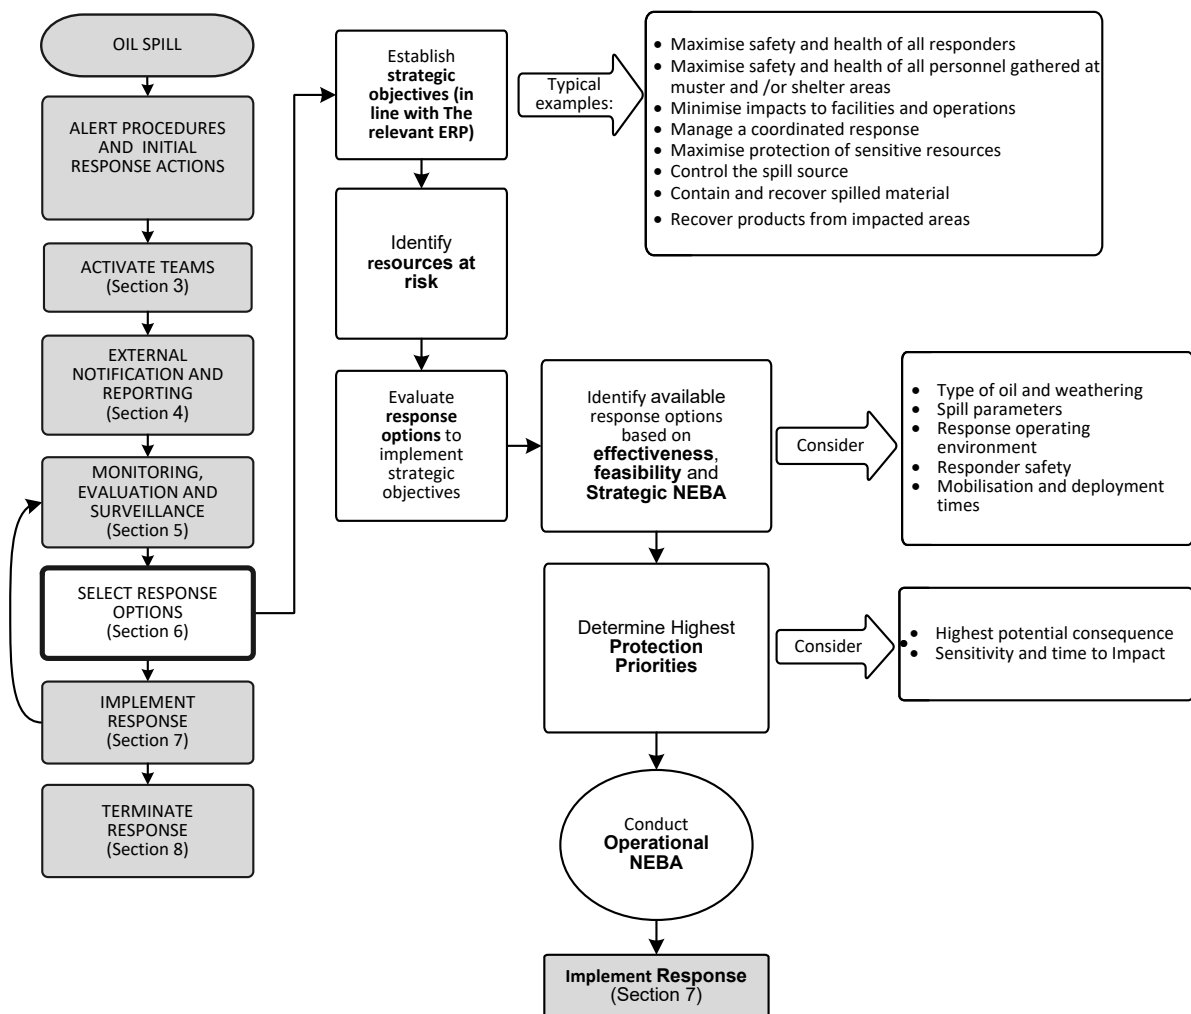 OIL SPILL
ALERT PROCEDURES
AND  INITIAL
RESPONSE ACTIONS
ACTIVATE TEAMS
(Section 3)
EXTERNAL
NOTIFICATION AND
REPORTING
(Section 4)
MONITORING,
EVALUATION AND
SURVEILLANCE
(Section 5)
SELECT RESPONSE
OPTIONS
(Section 6)
IMPLEMENT
RESPONSE
(Section 7)
TERMINATE
RESPONSE
(Section 8)
Establish
strategic
objectives (in
line with The
relevant ERP)
Typical
examples:
• Maximise safety and health of all responders
• Maximise safety and health of all personnel gathered at
muster and /or shelter areas
• Minimise impacts to facilities and operations
• Manage a coordinated response
• Maximise protection of sensitive resources
• Control the spill source
• Contain and recover spilled material
• Recover products from impacted areas
Identify
resources at
risk
Evaluate
response
options to
implement
strategic
objectives
Identify available
response options
based on
effectiveness,
feasibility and
Strategic NEBA
Consider
• Type of oil and weathering
• Spill parameters
• Response operating
environment
• Responder safety
• Mobilisation and deployment
times
Determine Highest
Protection
Priorities
Consider
• Highest potential consequence
• Sensitivity and time to Impact
Conduct
Operational
NEBA
Implement Response
(Section 7)